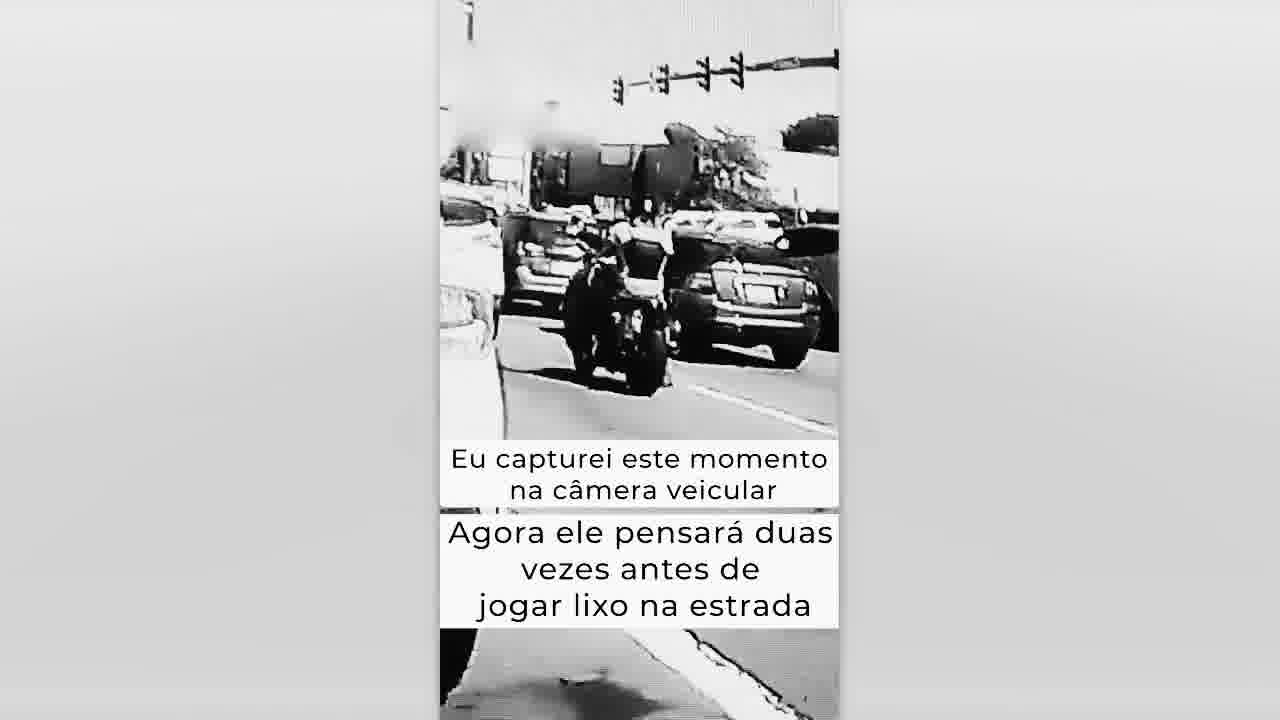 Eu capturei este momento
na câmera veicular
Agora ele pensará duas
vezes antes de
jogar lixo na estrada